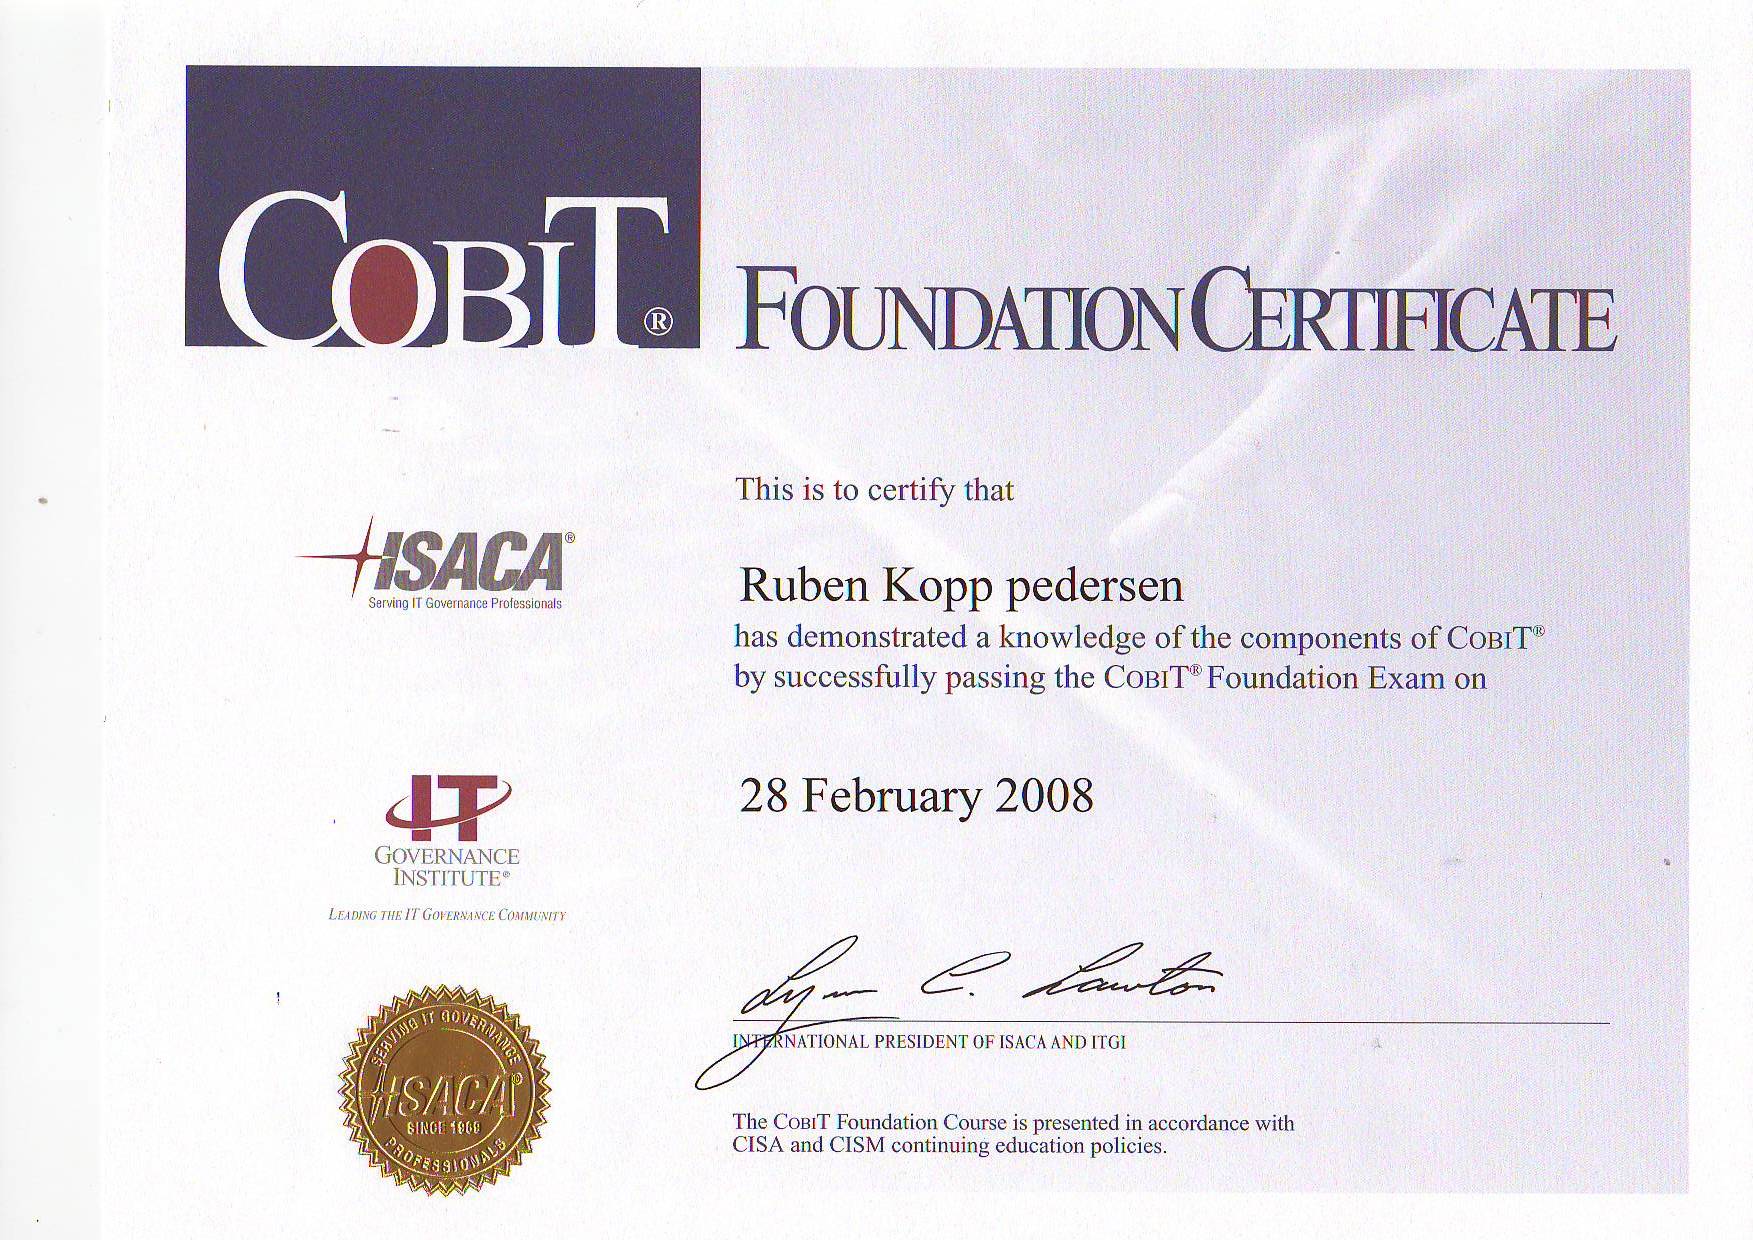 COBIT®
FOUNDATION CERTIFICATE
ISACA®
Serving IT Governance Professionals
This is to certify that
Ruben Kopp pedersen
has demonstrated a knowledge of the components of COBIT®
by successfully passing the COBIT® Foundation Exam on
IT
GOVERNANCE
INSTITUTE®
LEADING THE IT GOVERNANCE COMMUNITY
28 February 2008
Lynn C. Lawton
INTERNATIONAL PRESIDENT OF ISACA AND ITGI
SERVING IT GOVERNANCE
ISACA®
SINCE 1969
PROFESSIONALS
The COBIT Foundation Course is presented in accordance with
CISA and CISM continuing education policies.